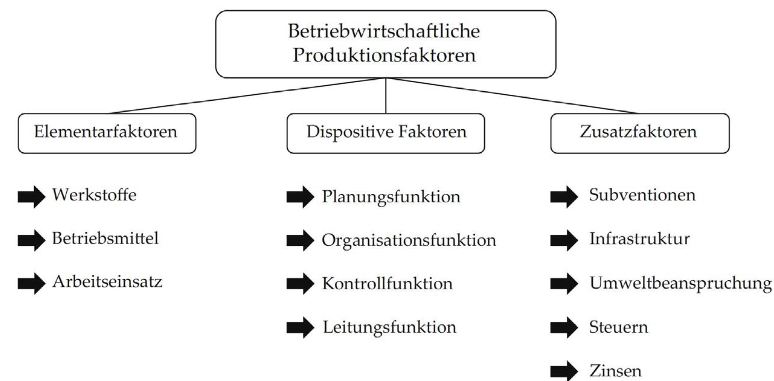 Betriebwirtschaftliche
Produktionsfaktoren
Elementarfaktoren
Werkstoffe
Betriebsmittel
Arbeitseinsatz
Dispositive Faktoren
Planungsfunktion
Organisationsfunktion
Kontrollfunktion
Leitungsfunktion
Zusatzfaktoren
Subventionen
Infrastruktur
Umweltbeanspruchung
Steuern
Zinsen